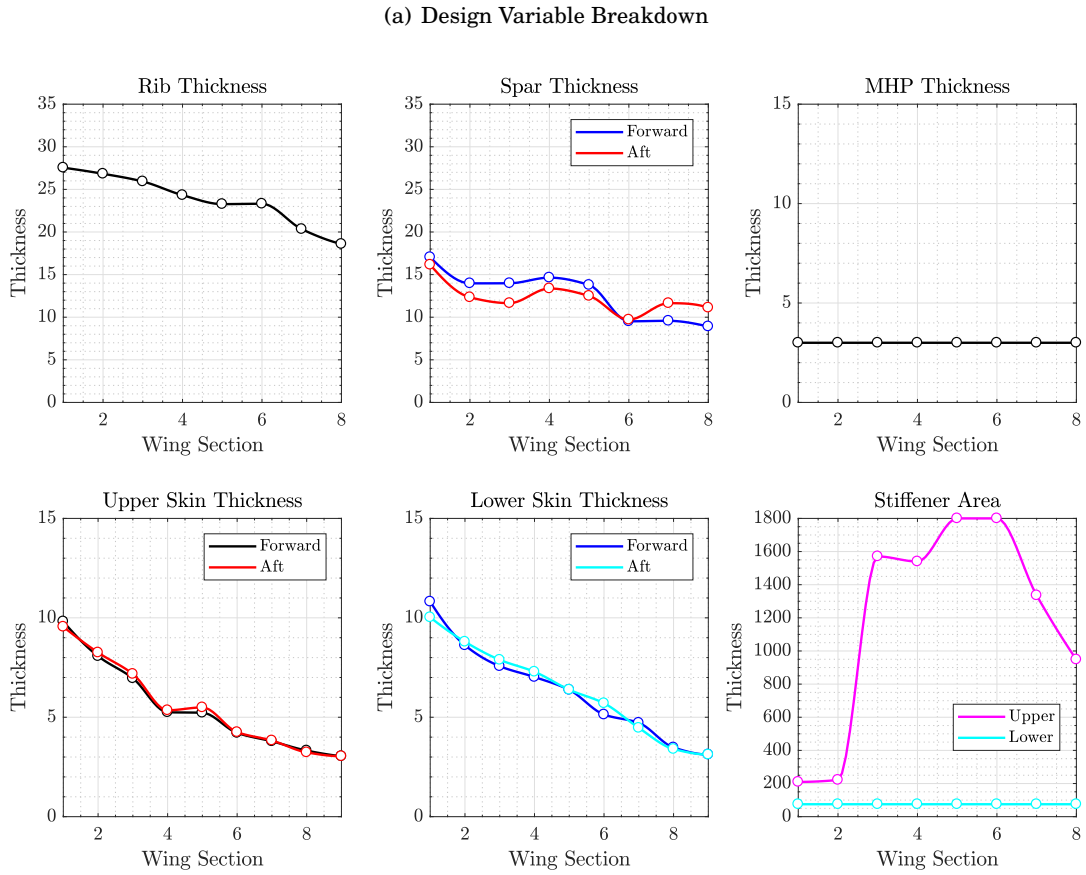 (a) Design Variable Breakdown
Rib Thickness
35
30
25
20
15
10
5
0
Thickness
2
4
6
8
Wing Section
Spar Thickness
35
30
25
20
15
10
5
0
Thickness
Forward
Aft
2
4
6
8
Wing Section
MHP Thickness
15
10
5
0
Thickness
2
4
6
8
Wing Section
Upper Skin Thickness
15
10
5
0
Thickness
Forward
Aft
2
4
6
8
Wing Section
Lower Skin Thickness
15
10
5
0
Thickness
Forward
Aft
2
4
6
8
Wing Section
Stiffener Area
1800
1600
1400
1200
1000
800
600
400
200
0
Thickness
Upper
Lower
2
4
6
8
Wing Section